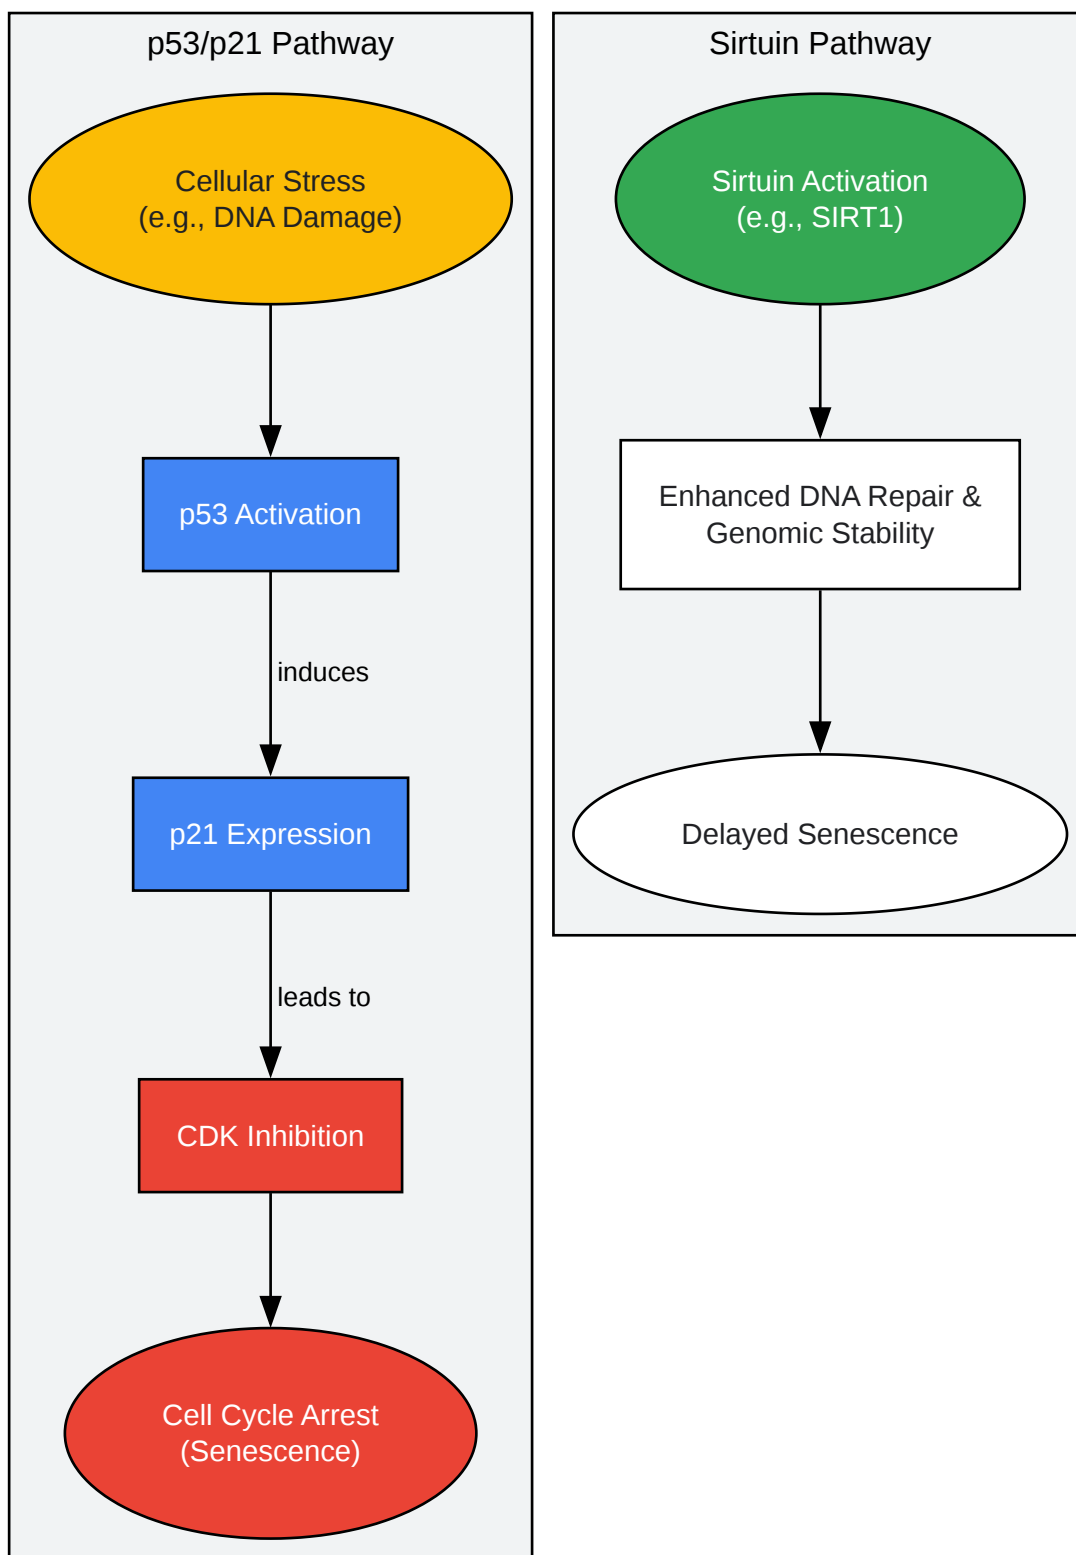 p53/p21 Pathway
Cellular Stress
(e.g., DNA Damage)
p53 Activation
induces
p21 Expression
leads to
CDK Inhibition
Cell Cycle Arrest
(Senescence)
Sirtuin Pathway
Sirtuin Activation
(e.g., SIRT1)
Enhanced DNA Repair &
Genomic Stability
Delayed Senescence